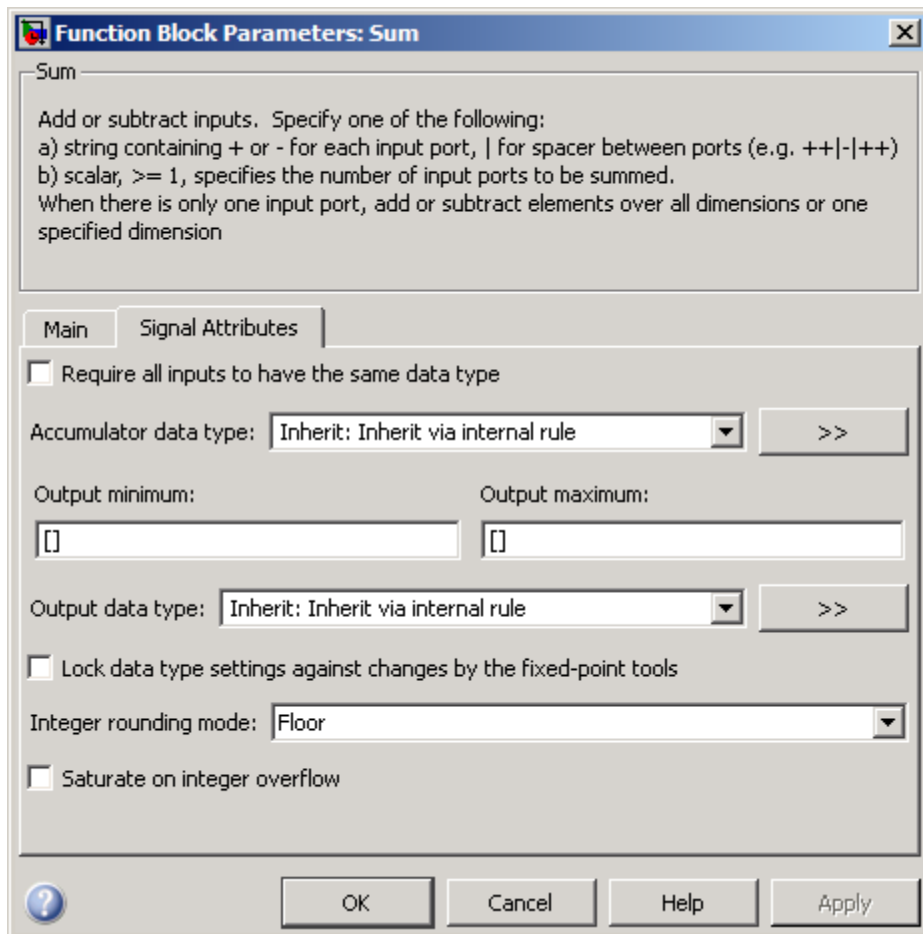 Function Block Parameters: Sum
Sum
Add or subtract inputs.  Specify one of the following:
a) string containing + or - for each input port, | for spacer between ports (e.g. ++|-|++)
b) scalar, >= 1, specifies the number of input ports to be summed.
When there is only one input port, add or subtract elements over all dimensions or one
specified dimension
Main Signal Attributes
Require all inputs to have the same data type
Accumulator data type: Inherit: Inherit via internal rule >>
Output minimum: Output maximum:
[] []
Output data type: Inherit: Inherit via internal rule >>
Lock data type settings against changes by the fixed-point tools
Integer rounding mode: Floor
Saturate on integer overflow
? OK Cancel Help Apply